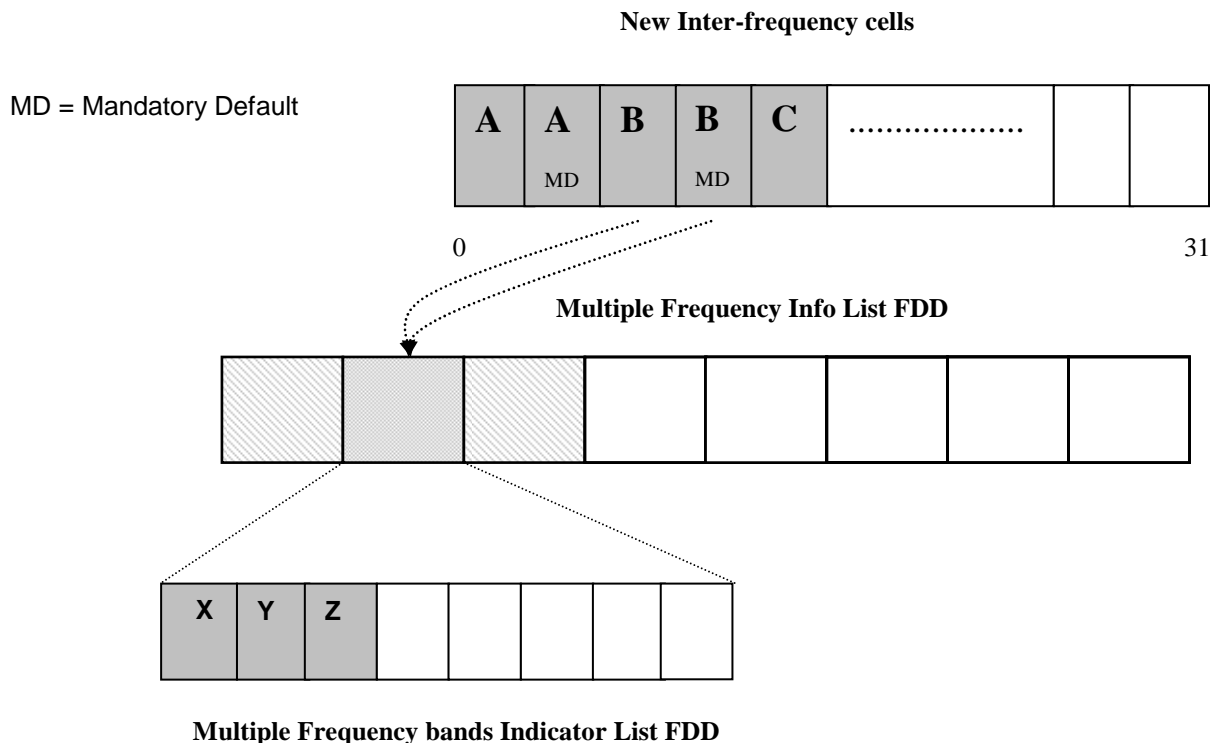 New Inter-frequency cells
MD = Mandatory Default
A A B B C ...................
MD MD
0 31
Multiple Frequency Info List FDD
X Y Z
Multiple Frequency bands Indicator List FDD